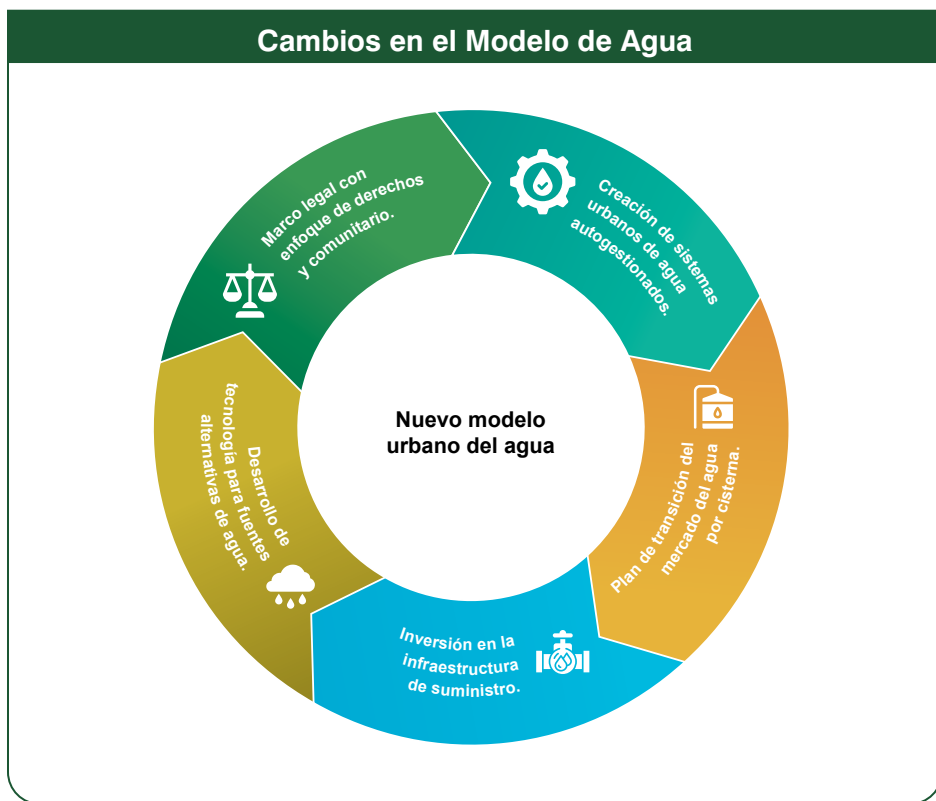 Cambios en el Modelo de Agua
Marco legal con
enfoque de derechos
y comunitario.
Creación de sistemas
urbanos de agua
autogestionados.
Plan de transición del
mercado del agua
por cisterna.
Inversión en la
infraestructura
de suministro.
Desarrollo de
tecnología para fuentes
alternativas de agua.
Nuevo modelo
urbano del agua